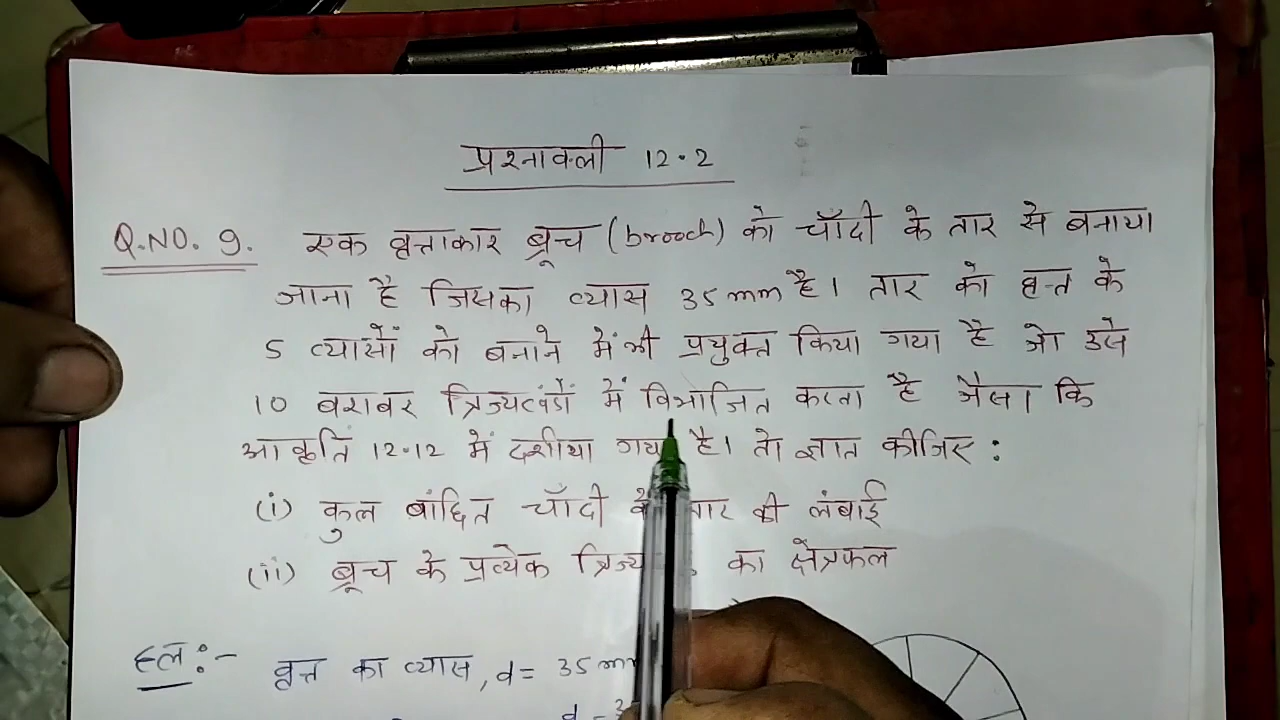 प्रश्नावली 12.2
Q.NO. 9. एक वृत्ताकार ब्रूच (brooch) को चाँदी के तार से बनाया
जाना है जिसका व्यास 35mm है। तार को वृत्त के
5 व्यासों को बनाने में भी प्रयुक्त किया गया है जो उसे
10 बराबर त्रिज्यखंडों में विभाजित करता है जैसा कि
आकृति 12.12 में दर्शाया गया है। तो ज्ञात कीजिए :
(i) कुल वांछित चाँदी के तार की लंबाई
(ii) ब्रूच के प्रत्येक का क्षेत्रफल
हल :- वृत्त का व्यास, d = 35 mm